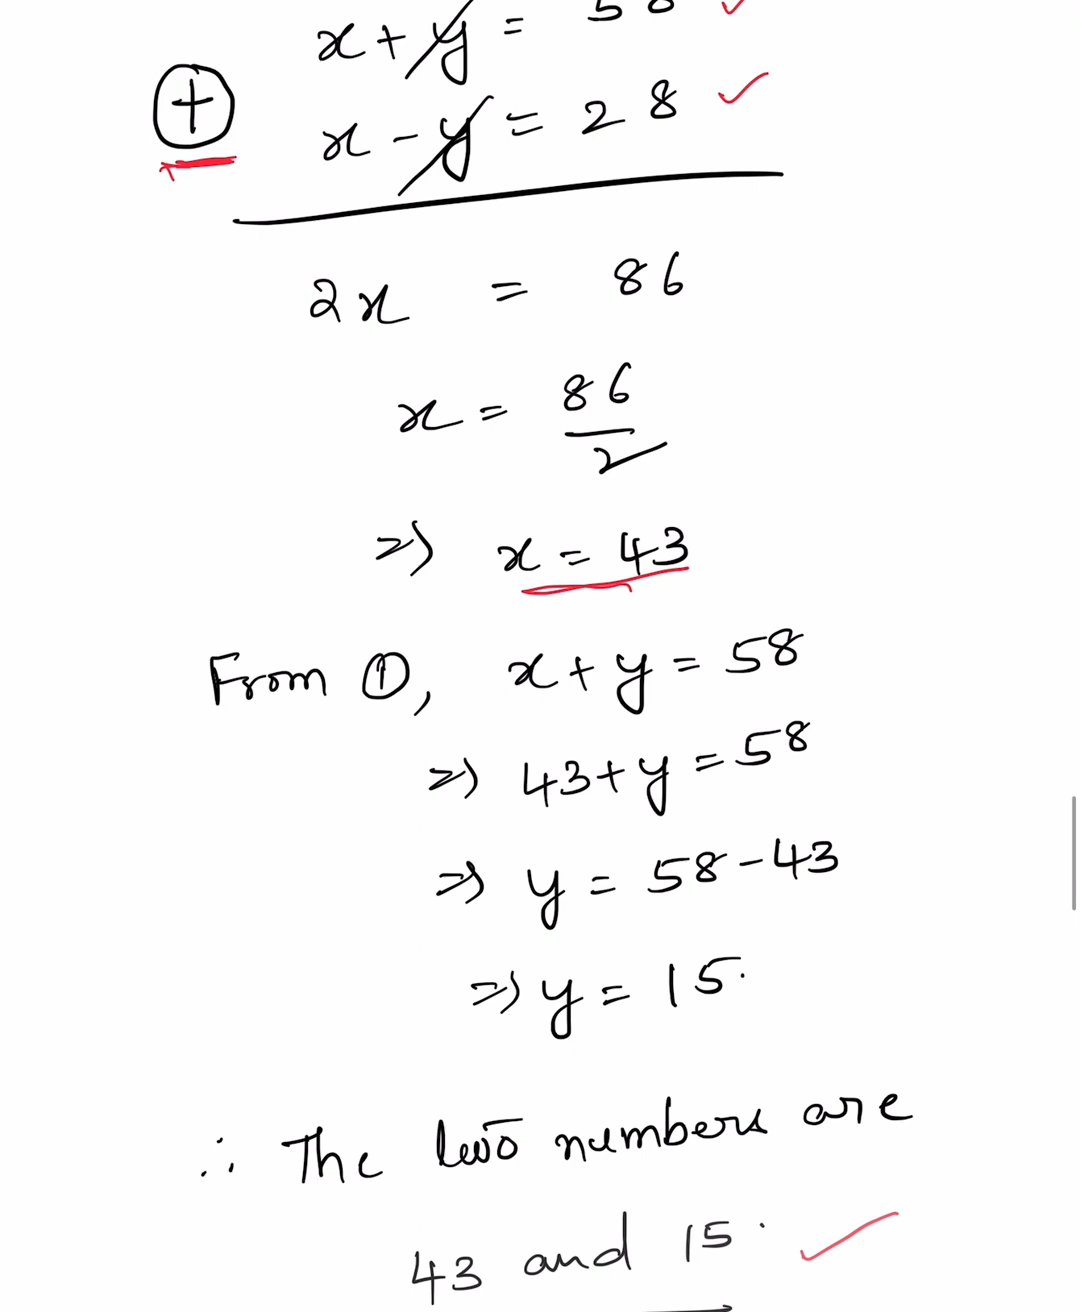 x + y = 58
⊕
x - y = 28
2x = 86
x = 86/2
=> x = 43
From ①, x + y = 58
=> 43 + y = 58
=> y = 58 - 43
=> y = 15.
∴ The two numbers are
43 and 15.